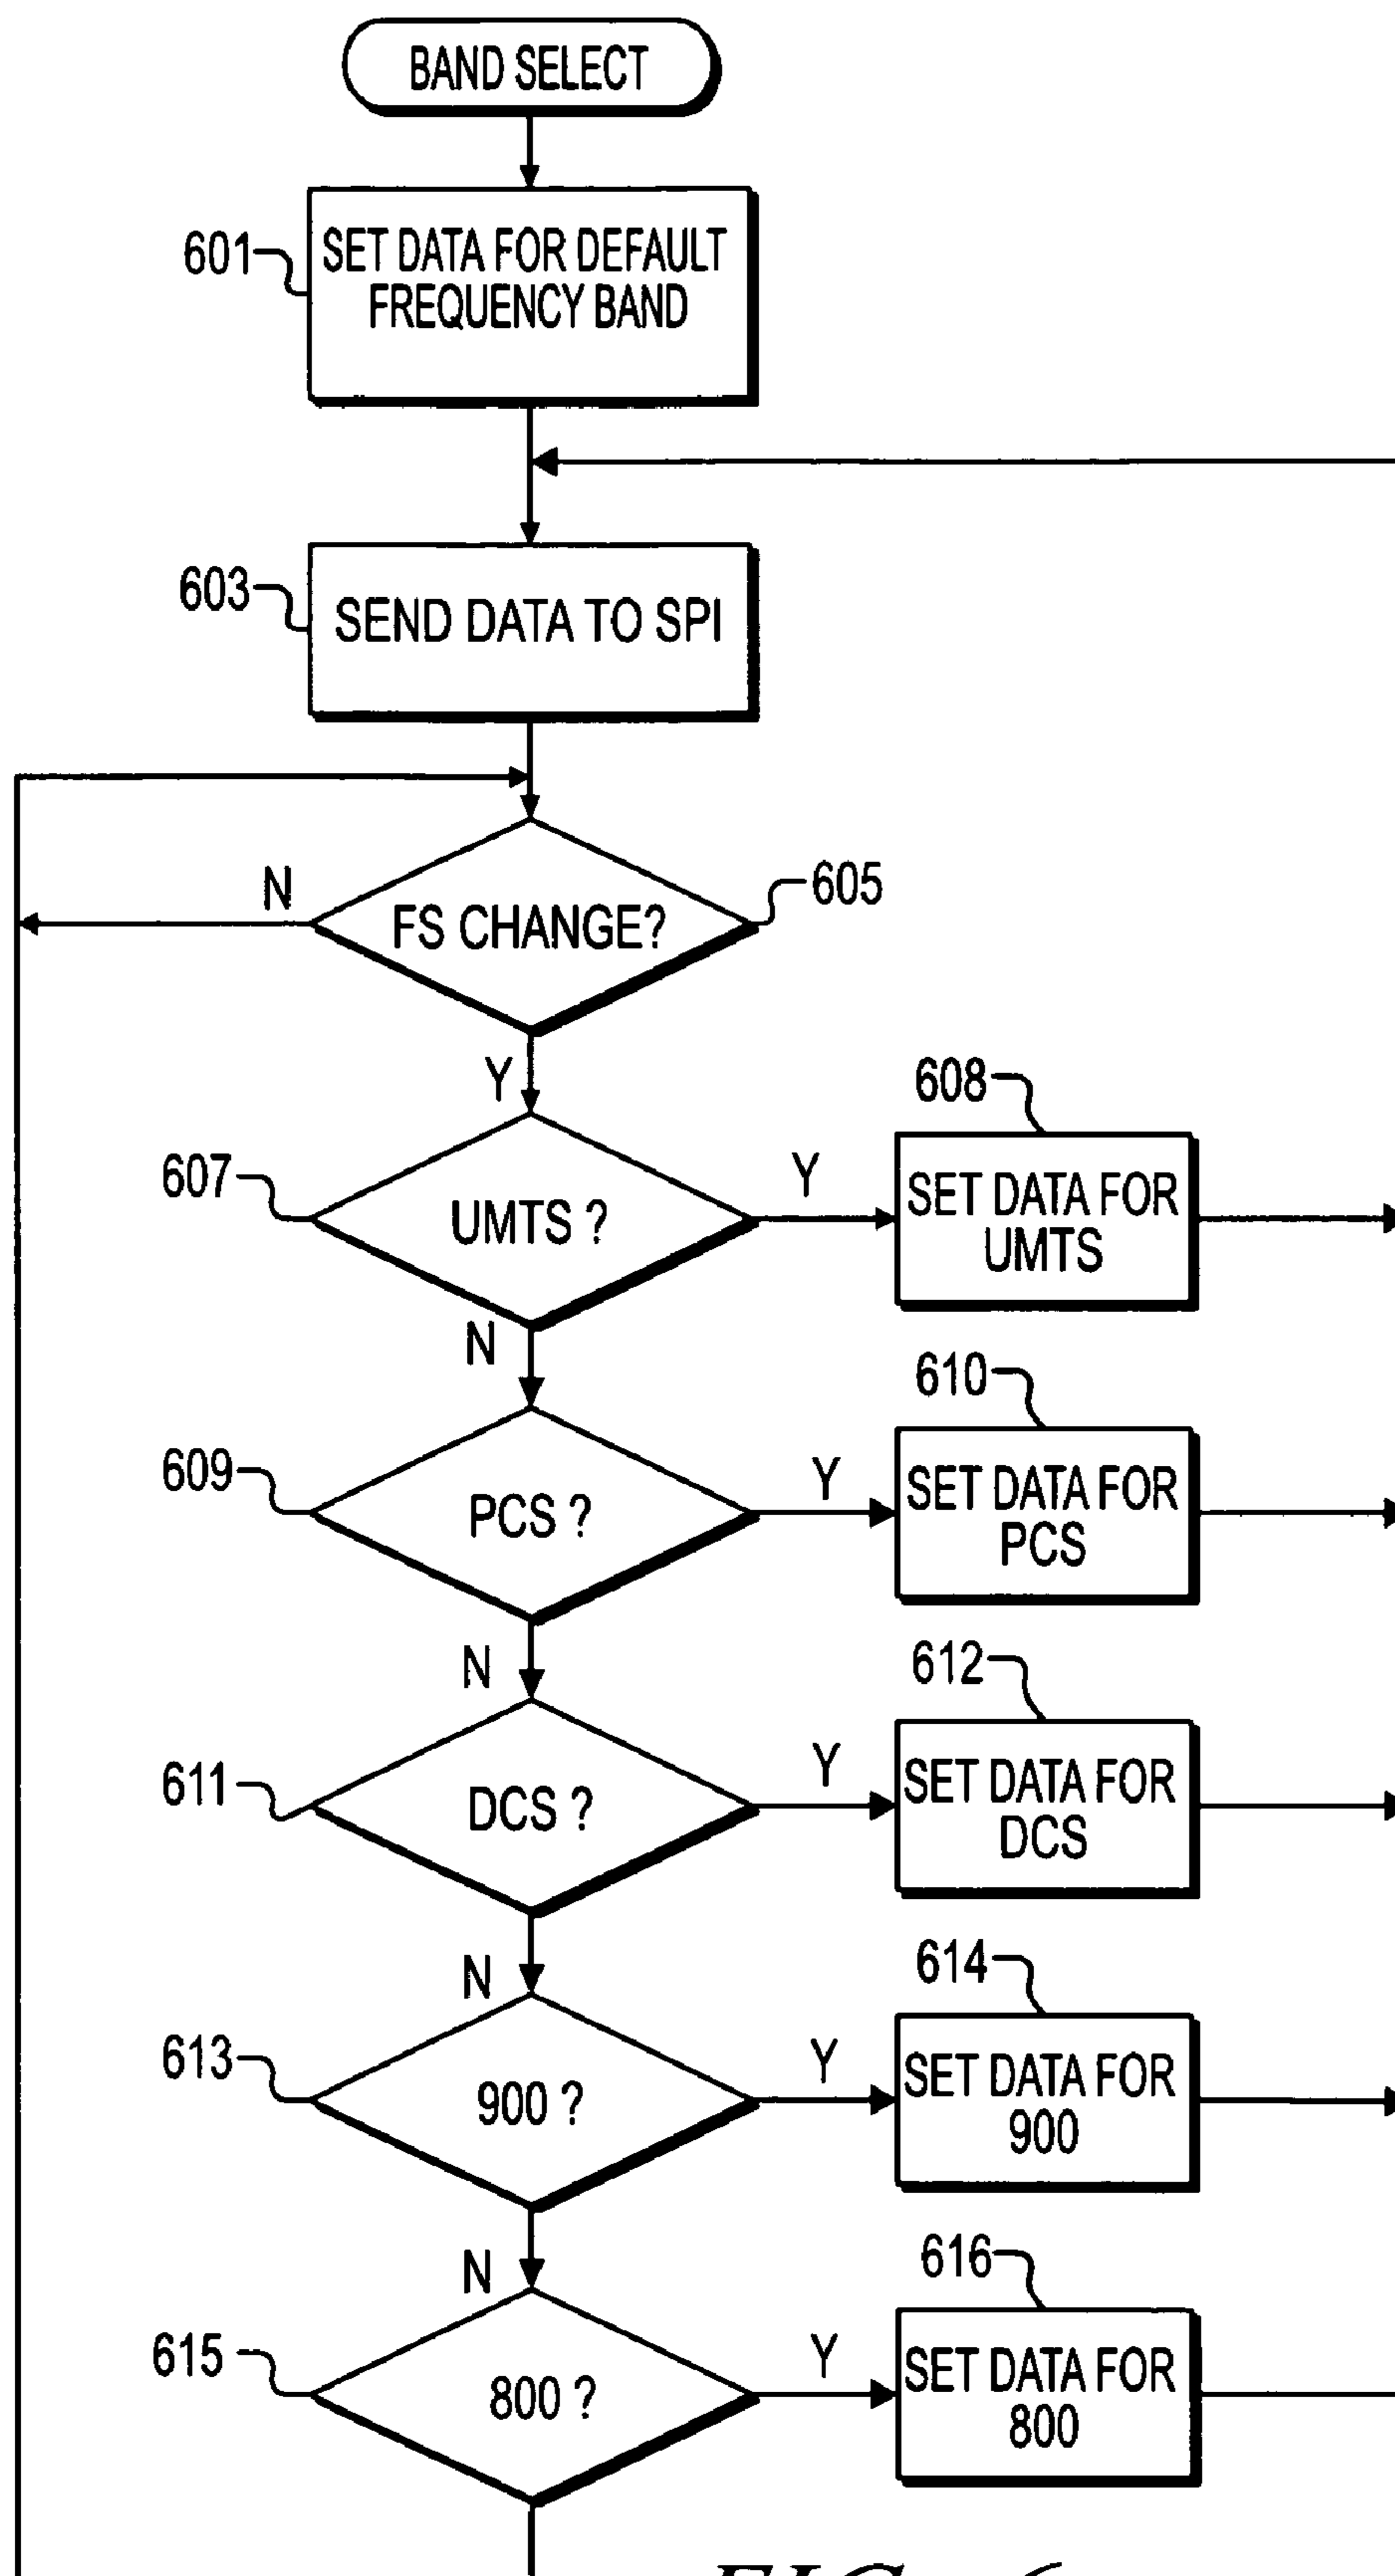 BAND SELECT
601
SET DATA FOR DEFAULT
FREQUENCY BAND
603
SEND DATA TO SPI
N
FS CHANGE?
605
Y
608
607
UMTS ?
Y
SET DATA FOR
UMTS
N
610
609
PCS ?
Y
SET DATA FOR
PCS
N
612
611
DCS ?
Y
SET DATA FOR
DCS
N
614
613
900 ?
Y
SET DATA FOR
900
N
616
615
800 ?
Y
SET DATA FOR
800